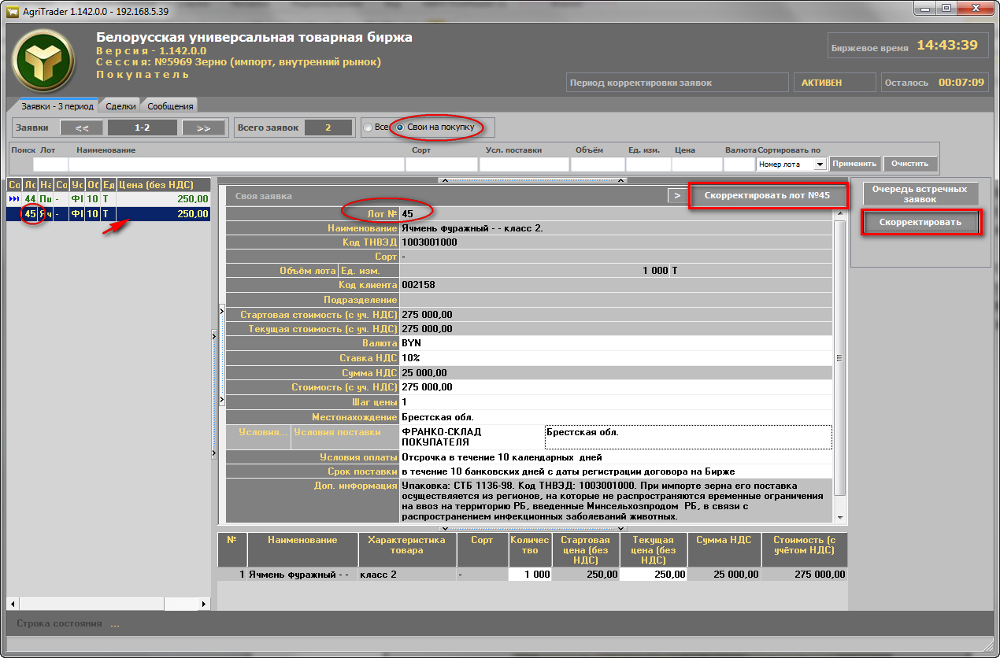 AgriTrader 1.142.0.0 - 192.168.5.39
Белорусская универсальная товарная биржа
Версия - 1.142.0.0
Сессия: №5969 Зерно (импорт, внутренний рынок)
Покупатель
Биржевое время 14:43:39
Период корректировки заявок АКТИВЕН Осталось 00:07:09
Заявки - 3 период Сделки Сообщения
Заявки << 1-2 >> Всего заявок 2 Все Свои на покупку
Поиск Лот Наименование Сорт Усл. поставки Объём Ед. изм. Цена Валюта Сортировать по
Номер лота Применить Очистить
Со Ло На Со Ус Об Ед Цена (без НДС)
44 Пш - ФР 10 Т 250,00
45 Яч - ФР 10 Т 250,00
Своя заявка > Скорректировать лот №45
Очередь встречных
заявок
Скорректировать
Лот № 45
Наименование Ячмень фуражный - - класс 2.
Код ТНВЭД 1003001000
Сорт -
Объём лота Ед. изм. 1 000 Т
Код клиента 002158
Подразделение
Стартовая стоимость (с уч. НДС) 275 000,00
Текущая стоимость (с уч. НДС) 275 000,00
Валюта BYN
Ставка НДС 10%
Сумма НДС 25 000,00
Стоимость (с уч. НДС) 275 000,00
Шаг цены 1
Местонахождение Брестская обл.
Условия... Условия поставки ФРАНКО-СКЛАД Брестская обл.
ПОКУПАТЕЛЯ
Условия оплаты Отсрочка в течение 10 календарных дней
Срок поставки в течение 10 банковских дней с даты регистрации договора на Бирже
Доп. информация Упаковка: СТБ 1136-98. Код ТНВЭД: 1003001000. При импорте зерна его поставка
осуществляется из регионов, на которые не распространяются временные ограничения
на ввоз на территорию РБ, введенные Минсельхозпродом РБ, в связи с
распространением инфекционных заболеваний животных.
№ Наименование Характеристика Сорт Количес Стартовая Текущая Сумма НДС Стоимость (с
товара тво цена (без цена (без учётом НДС)
НДС) НДС)
1 Ячмень фуражный - - класс 2 - 1 000 250,00 250,00 25 000,00 275 000,00
Строка состояния ...